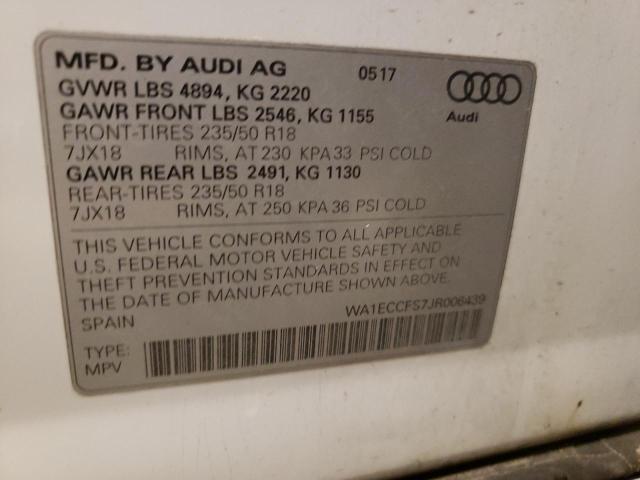 MFD. BY AUDI AG 0517
GVWR LBS 4894, KG 2220
GAWR FRONT LBS 2546, KG 1155
Audi
FRONT-TIRES 235/50 R18
7JX18 RIMS, AT 230 KPA 33 PSI COLD
GAWR REAR LBS 2491, KG 1130
REAR-TIRES 235/50 R18
7JX18 RIMS, AT 250 KPA 36 PSI COLD
THIS VEHICLE CONFORMS TO ALL APPLICABLE
U.S. FEDERAL MOTOR VEHICLE SAFETY AND
THEFT PREVENTION STANDARDS IN EFFECT ON
THE DATE OF MANUFACTURE SHOWN ABOVE.
SPAIN WA1ECCFS7JR006439
TYPE:
MPV